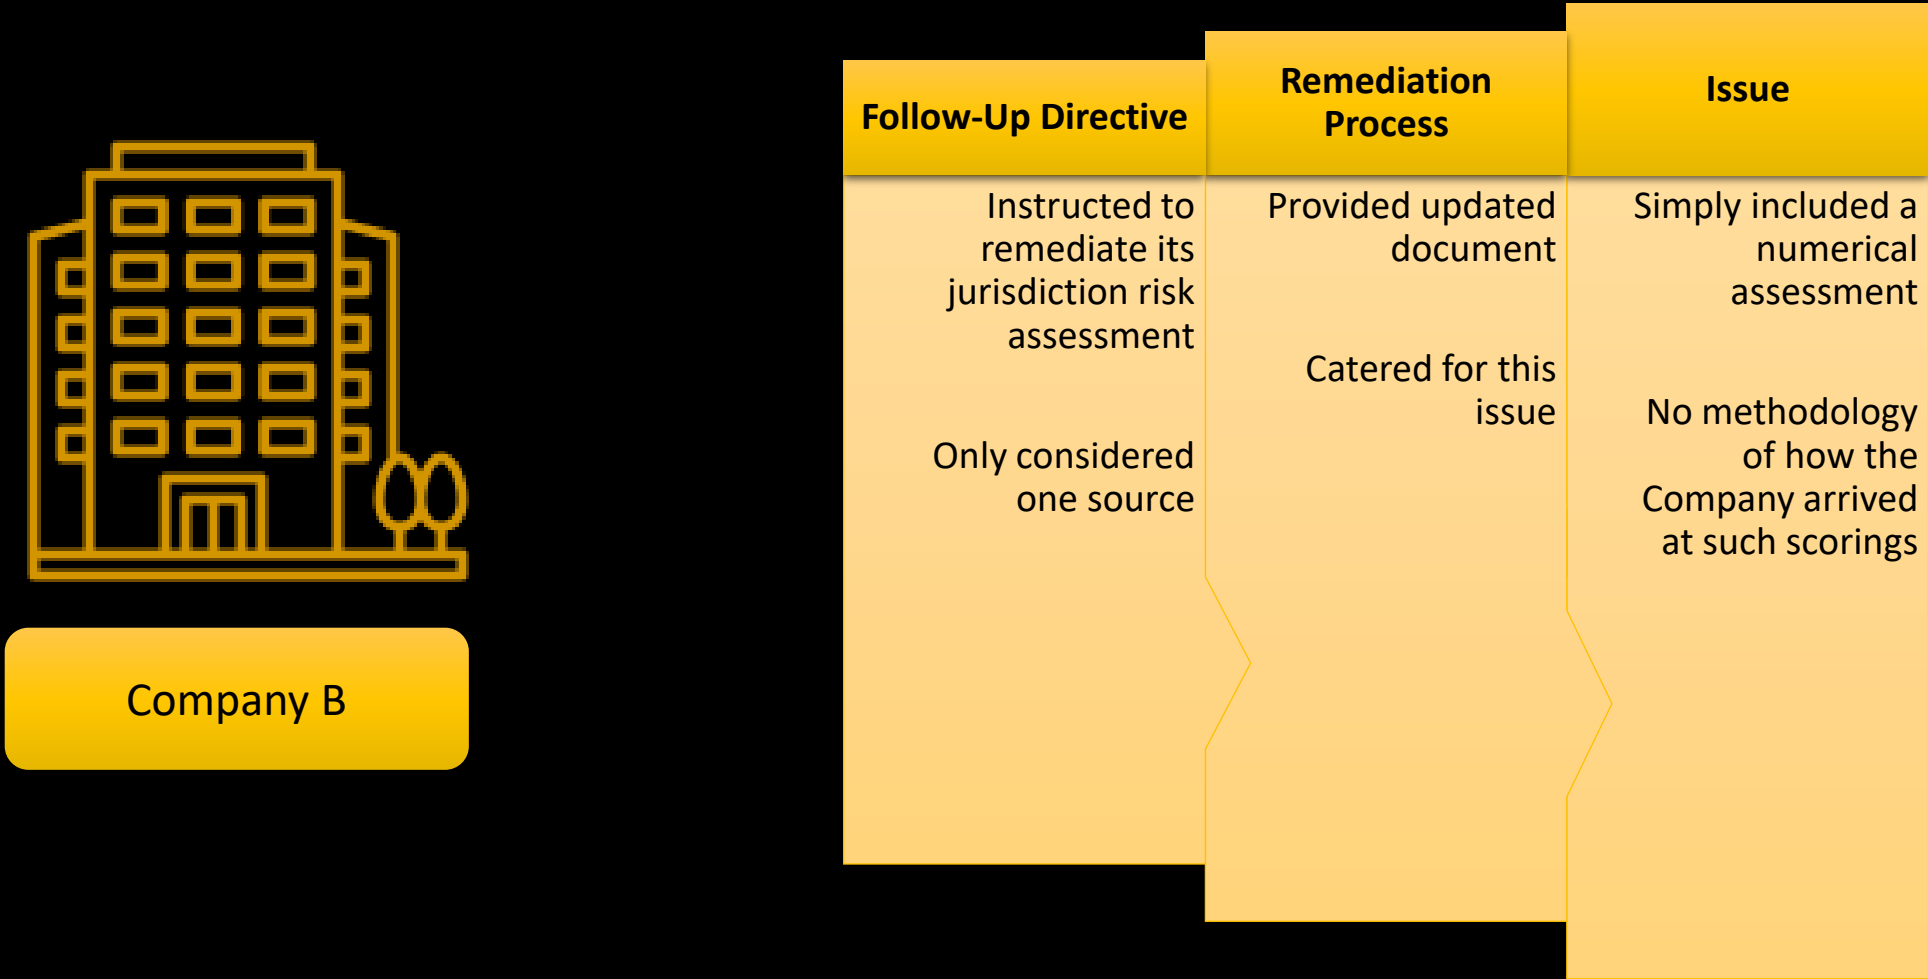 Company B
Follow-Up Directive
Instructed to
remediate its
jurisdiction risk
assessment
Only considered
one source
Remediation
Process
Provided updated
document
Catered for this
issue
Issue
Simply included a
numerical
assessment
No methodology
of how the
Company arrived
at such scorings